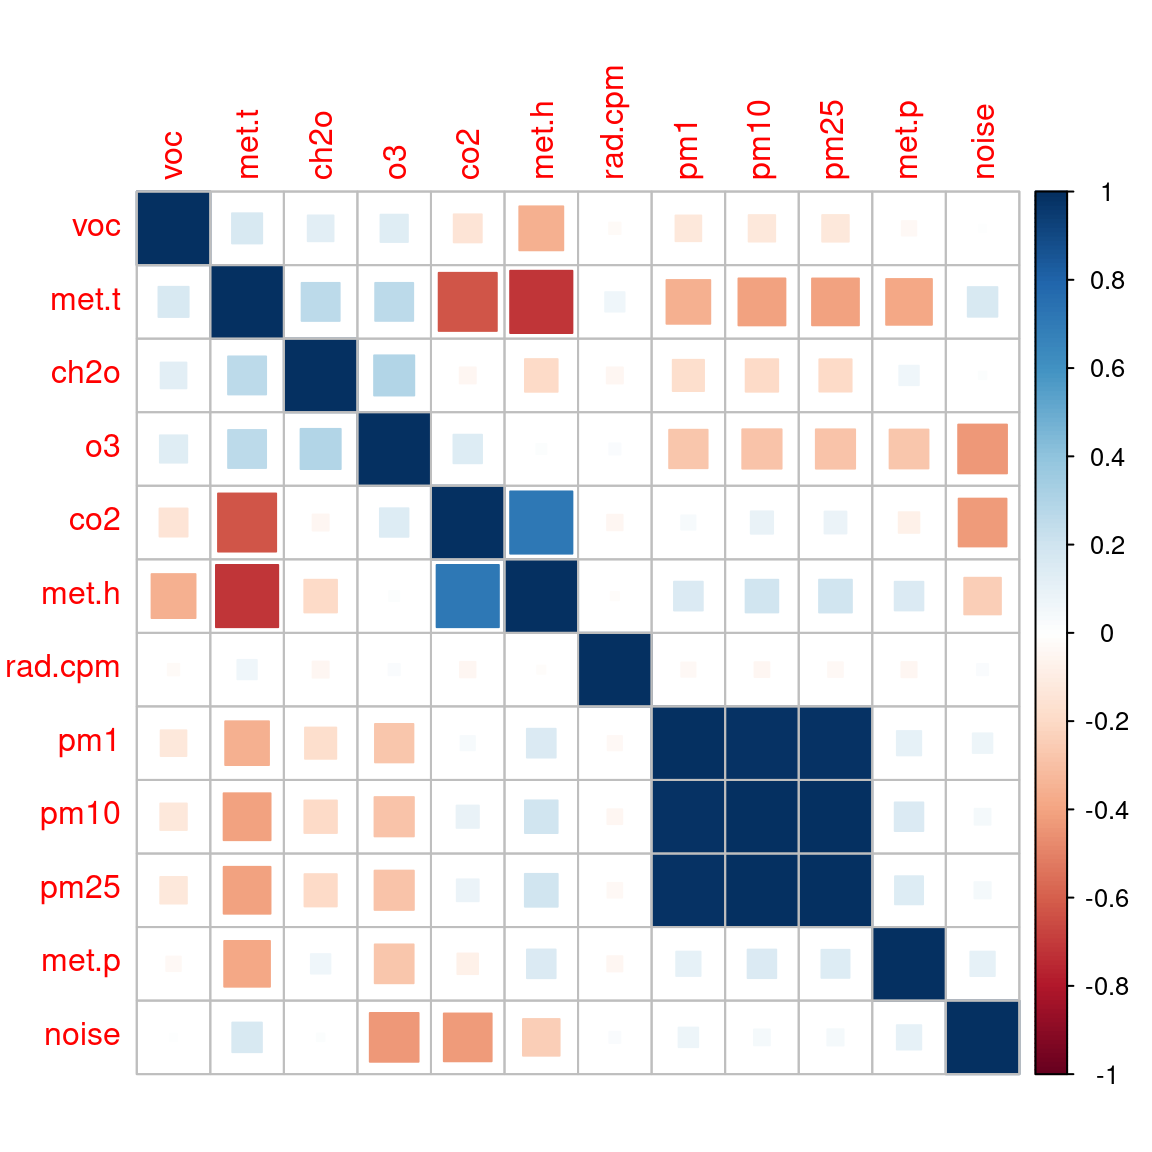 voc
met.t
ch2o
o3
co2
met.h
rad.cpm
pm1
pm10
pm25
met.p
noise
voc
met.t
ch2o
o3
co2
met.h
rad.cpm
pm1
pm10
pm25
met.p
noise
1
0.8
0.6
0.4
0.2
0
-0.2
-0.4
-0.6
-0.8
-1